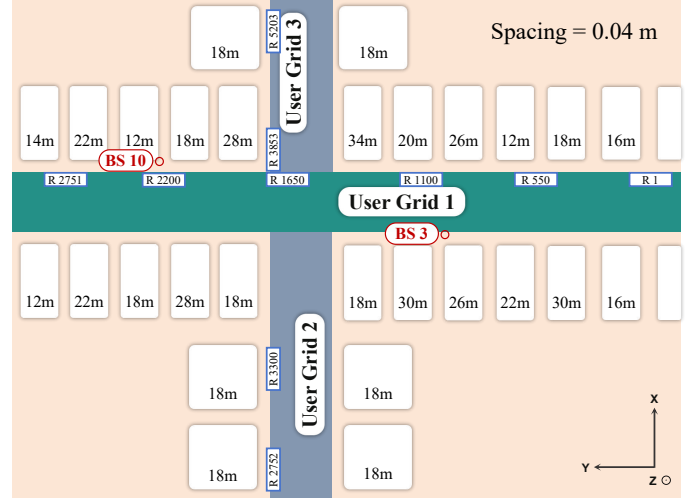 R 5203
User Grid 3
Spacing = 0.04 m
18m
18m
14m
22m
12m
18m
28m
R 3853
34m
20m
26m
12m
18m
16m
BS 10
R 2751
R 2200
R 1650
R 1100
R 550
R 1
User Grid 1
BS 3
12m
22m
18m
28m
18m
18m
30m
26m
22m
30m
16m
User Grid 2
R 3300
18m
18m
X
Y
Z
R 2752
18m
18m